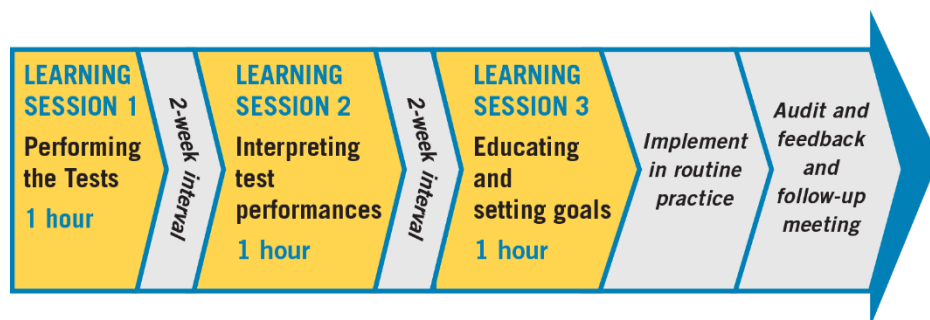 LEARNING
SESSION 1
Performing
the Tests
1 hour
2-week interval
LEARNING
SESSION 2
Interpreting
test
performances
1 hour
2-week interval
LEARNING
SESSION 3
Educating
and
setting goals
1 hour
Implement
in routine
practice
Audit and
feedback
and
follow-up
meeting